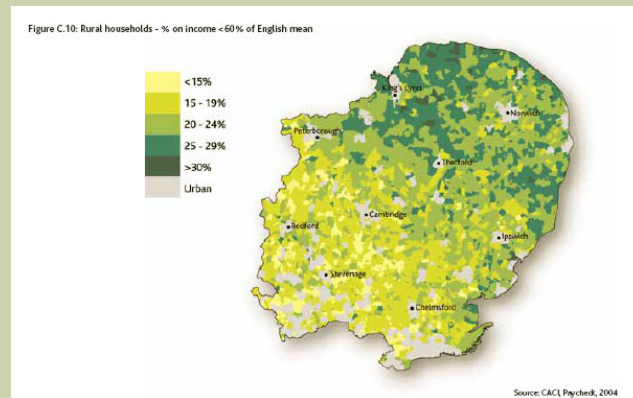 Figure C.10: Rural households - % on income <60% of English mean
<15%
15 - 19%
20 - 24%
25 - 29%
>30%
Urban
King's Lynn
Norwich
Peterborough
Thetford
Cambridge
Bedford
Ipswich
Stevenage
Chelmsford
Source: CACI, Paycheck, 2004